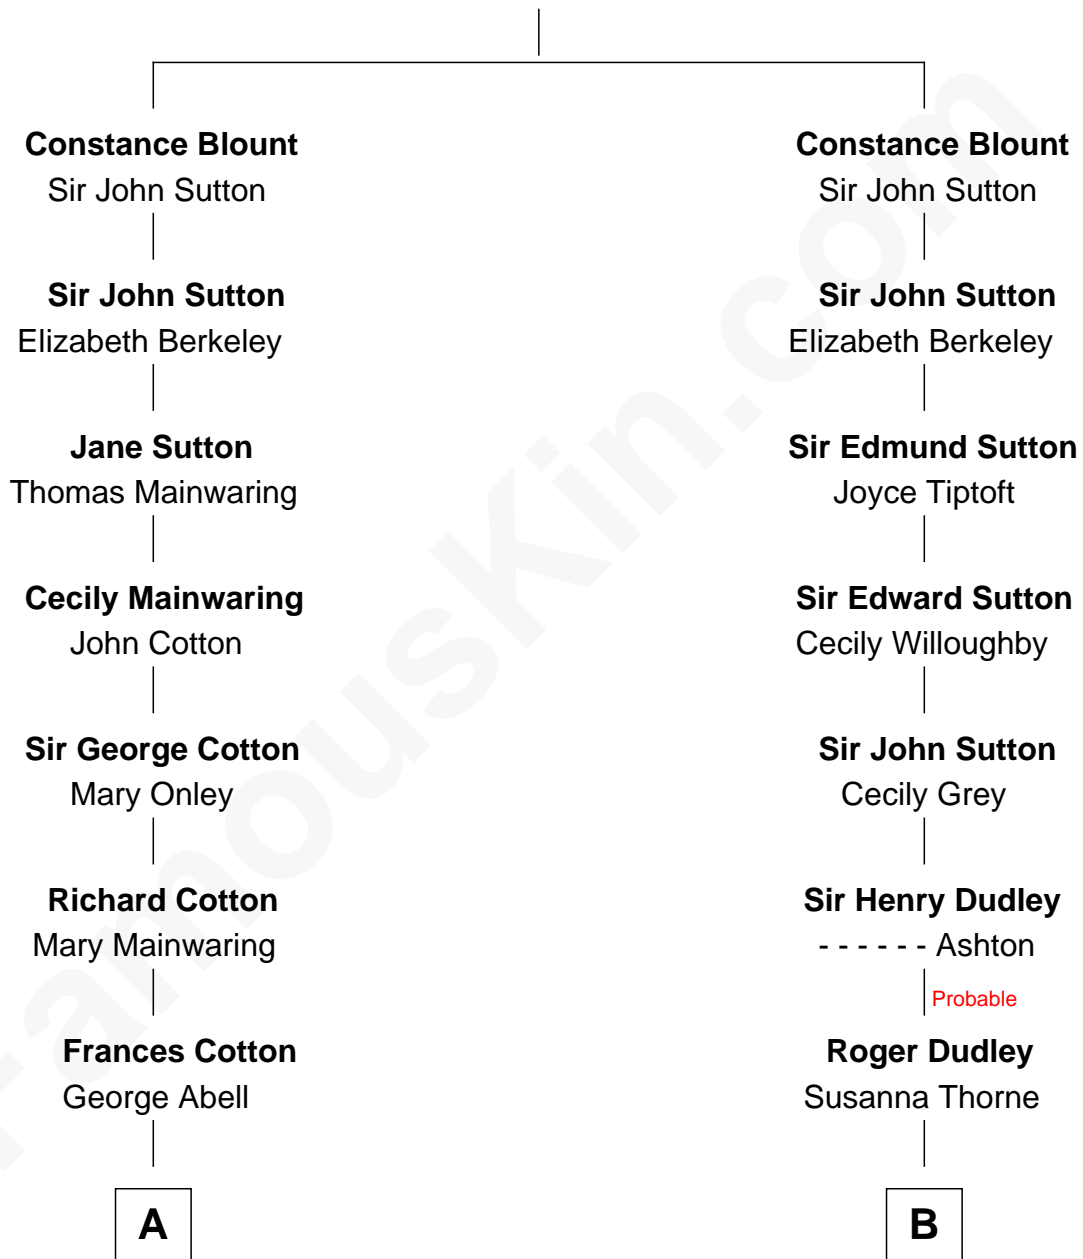 Constance Blount
Sir John Sutton
Sir John Sutton
Elizabeth Berkeley
Jane Sutton
Thomas Mainwaring
Cecily Mainwaring
John Cotton
Sir George Cotton
Mary Onley
Richard Cotton
Mary Mainwaring
Frances Cotton
George Abell
A
Constance Blount
Sir John Sutton
Sir John Sutton
Elizabeth Berkeley
Sir Edmund Sutton
Joyce Tiptoft
Sir Edward Sutton
Cecily Willoughby
Sir John Sutton
Cecily Grey
Sir Henry Dudley
- - - - - - Ashton
Probable
Roger Dudley
Susanna Thorne
B
FamousKin.com